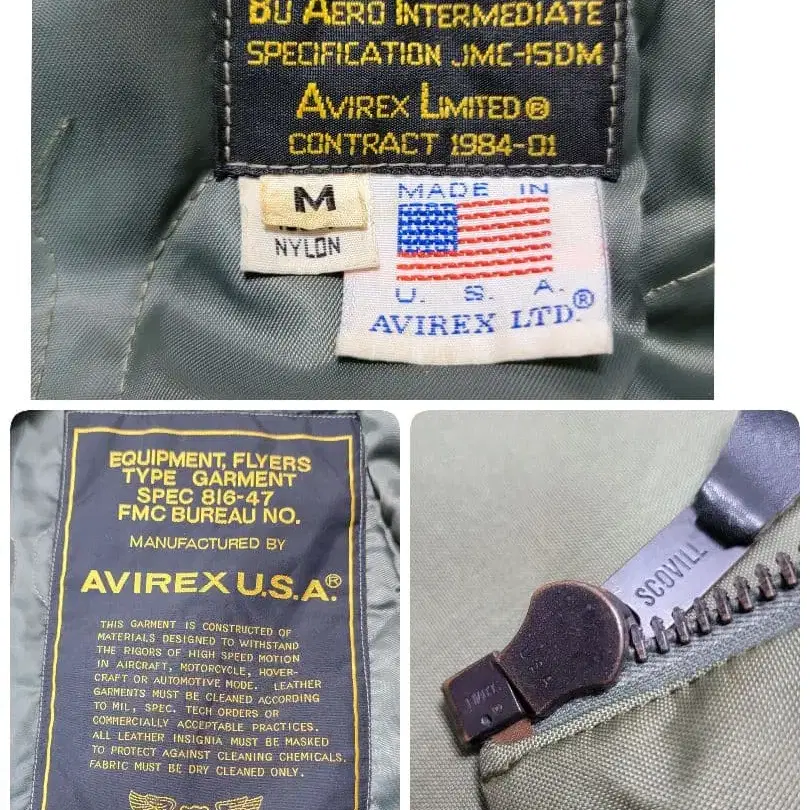 BU AERO INTERMEDIATE
SPECIFICATION JMC-15DM
AVIREX LIMITED®
CONTRACT 1984-01
M
NYLON
MADE IN
U. S. A.
AVIREX LTD.®
EQUIPMENT, FLYERS
TYPE GARMENT
SPEC 816-47
FMC BUREAU NO.
MANUFACTURED BY
AVIREX U.S.A.®
THIS GARMENT IS CONSTRUCTED OF
MATERIALS DESIGNED TO WITHSTAND
THE RIGORS OF HIGH SPEED MOTION
IN AIRCRAFT, MOTORCYCLE, HOVER-
CRAFT OR AUTOMOTIVE MODE. LEATHER
GARMENTS MUST BE CLEANED ACCORDING
TO MIL, SPEC. TECH ORDERS OR
COMMERCIALLY ACCEPTABLE PRACTICES.
ALL LEATHER INSIGNIA MUST BE MASKED
TO PROTECT AGAINST CLEANING CHEMICALS.
FABRIC MUST BE DRY CLEANED ONLY.
SCOVILL